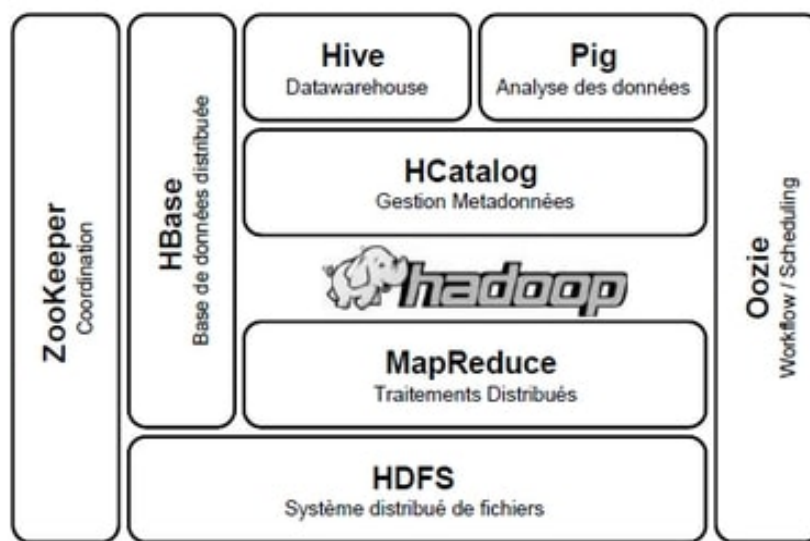 ZooKeeper
Coordination
HBase
Base de données distribuée
Hive
Datawarehouse
Pig
Analyse des données
HCatalog
Gestion Metadonnées
hadoop
MapReduce
Traitements Distribués
HDFS
Système distribué de fichiers
Oozie
Workflow / Scheduling